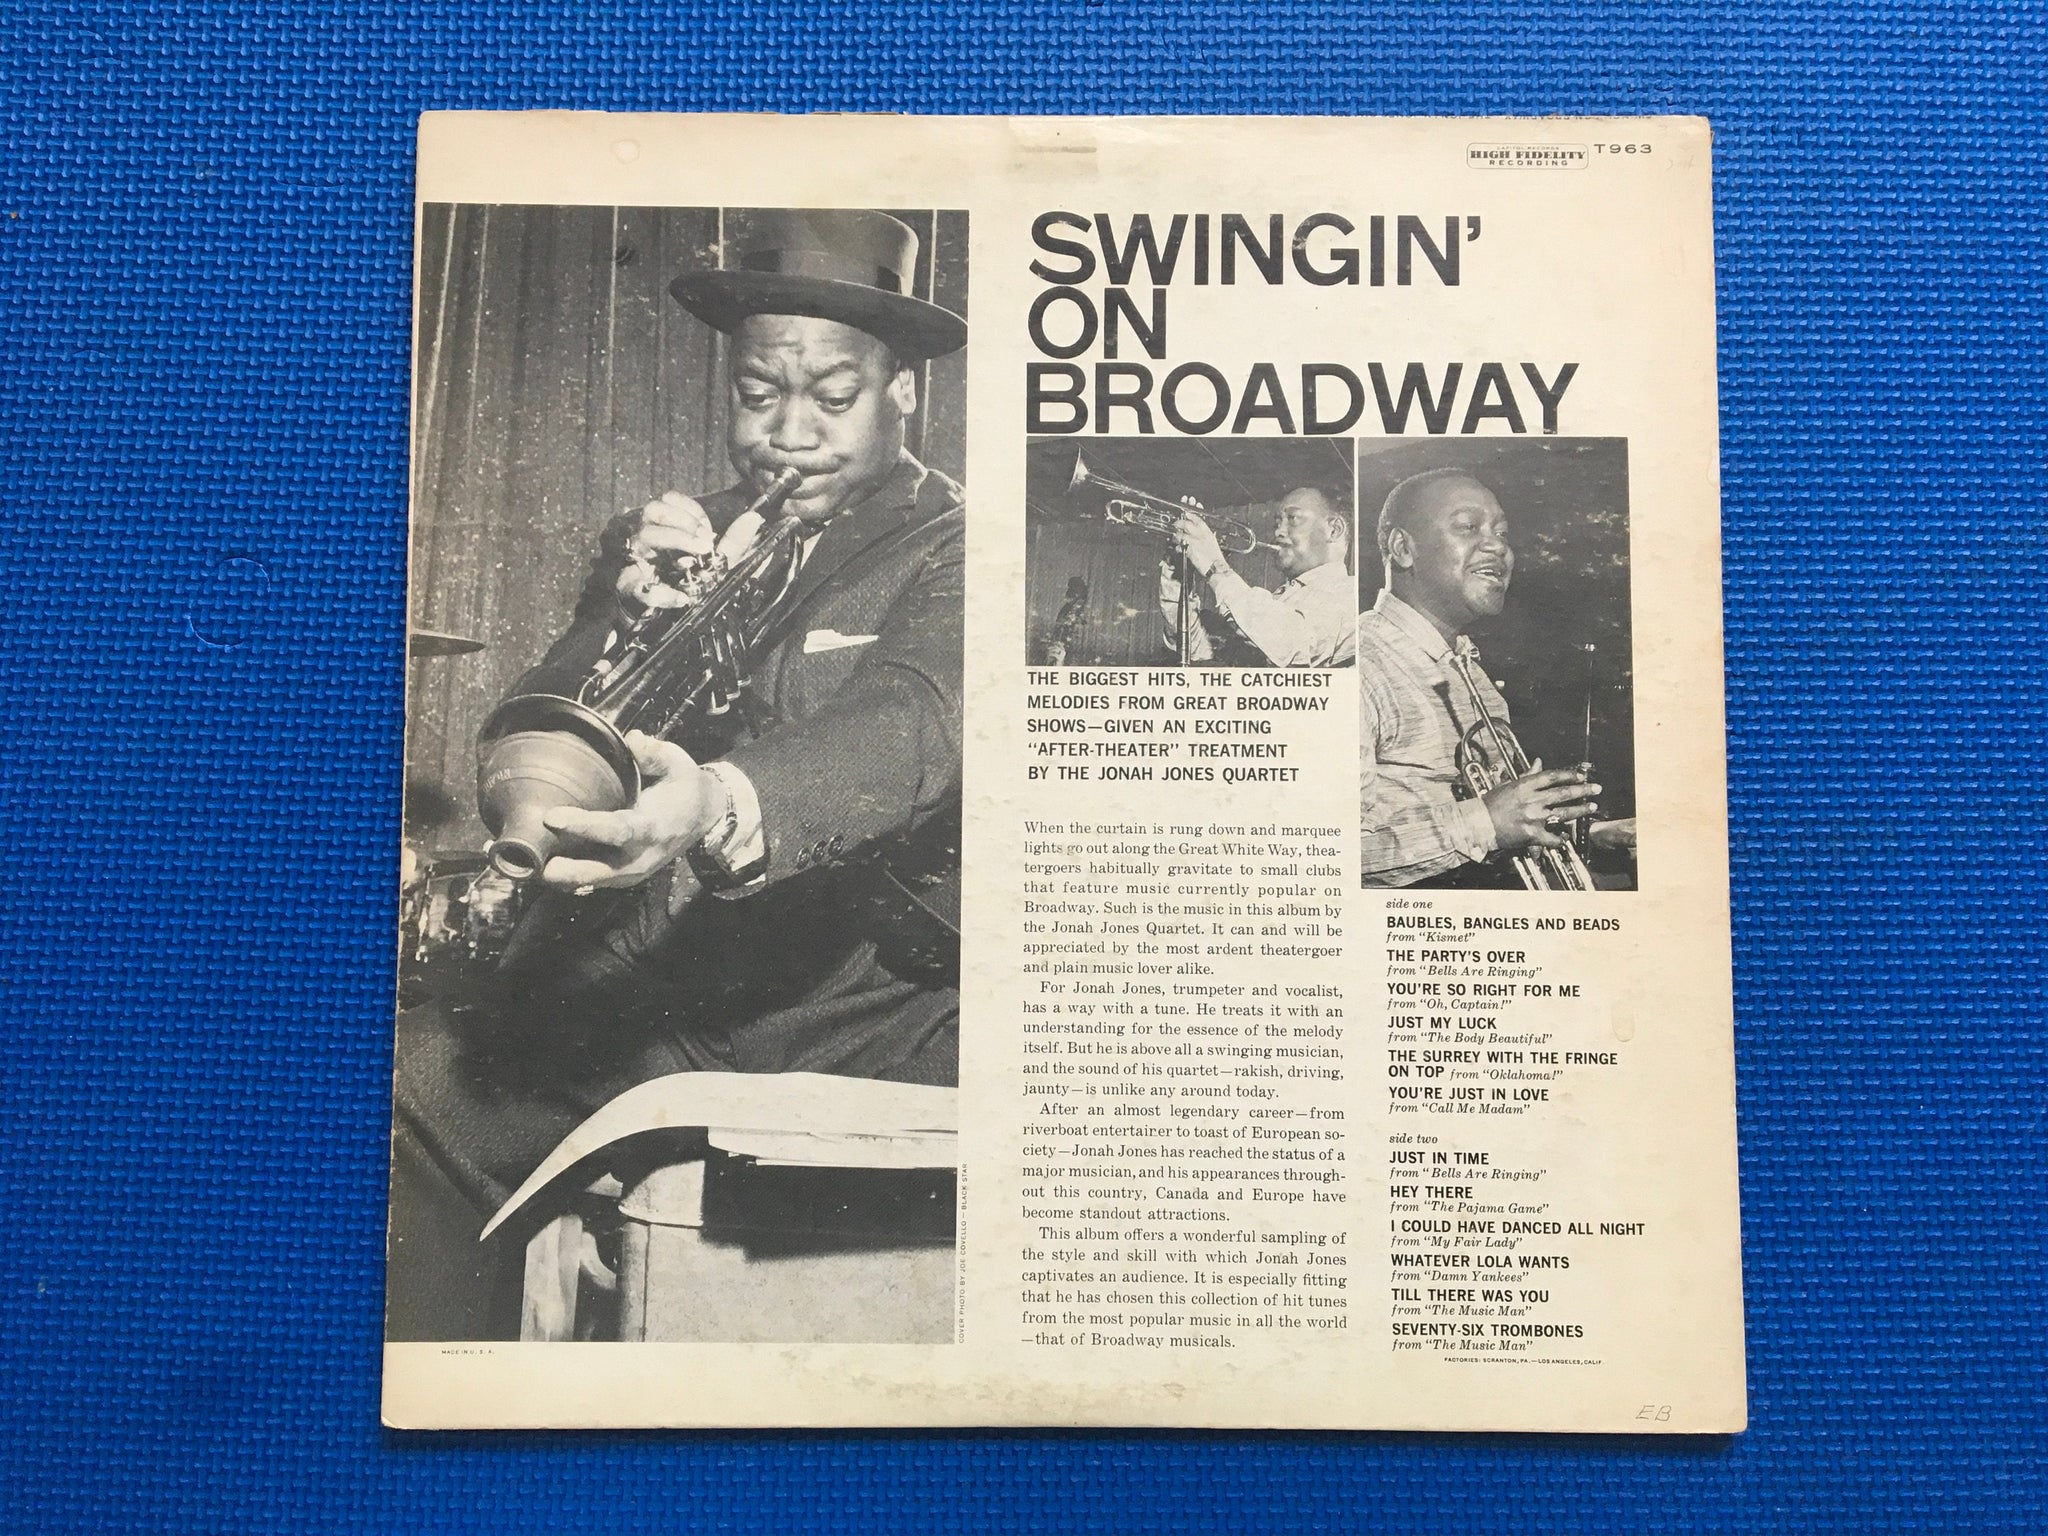 CAPITOL RECORDS
HIGH FIDELITY
RECORDING
T963
SWINGIN'
ON
BROADWAY
THE BIGGEST HITS, THE CATCHIEST
MELODIES FROM GREAT BROADWAY
SHOWS—GIVEN AN EXCITING
"AFTER-THEATER" TREATMENT
BY THE JONAH JONES QUARTET
When the curtain is rung down and marquee
lights go out along the Great White Way, thea-
tergoers habitually gravitate to small clubs
that feature music currently popular on
Broadway. Such is the music in this album by
the Jonah Jones Quartet. It can and will be
appreciated by the most ardent theatergoer
and plain music lover alike.
For Jonah Jones, trumpeter and vocalist,
has a way with a tune. He treats it with an
understanding for the essence of the melody
itself. But he is above all a swinging musician,
and the sound of his quartet—rakish, driving,
jaunty—is unlike any around today.
After an almost legendary career—from
riverboat entertainer to toast of European so-
ciety—Jonah Jones has reached the status of a
major musician, and his appearances through-
out this country, Canada and Europe have
become standout attractions.
This album offers a wonderful sampling of
the style and skill with which Jonah Jones
captivates an audience. It is especially fitting
that he has chosen this collection of hit tunes
from the most popular music in all the world
—that of Broadway musicals.
side one
BAUBLES, BANGLES AND BEADS
from "Kismet"
THE PARTY'S OVER
from "Bells Are Ringing"
YOU'RE SO RIGHT FOR ME
from "Oh, Captain!"
JUST MY LUCK
from "The Body Beautiful"
THE SURREY WITH THE FRINGE
ON TOP from "Oklahoma!"
YOU'RE JUST IN LOVE
from "Call Me Madam"
side two
JUST IN TIME
from "Bells Are Ringing"
HEY THERE
from "The Pajama Game"
I COULD HAVE DANCED ALL NIGHT
from "My Fair Lady"
WHATEVER LOLA WANTS
from "Damn Yankees"
TILL THERE WAS YOU
from "The Music Man"
SEVENTY-SIX TROMBONES
from "The Music Man"
FACTORIES: SCRANTON, PA.—LOS ANGELES, CALIF.
COVER PHOTO BY JOE COVELLO—BLACK STAR
MADE IN U. S. A.
EB